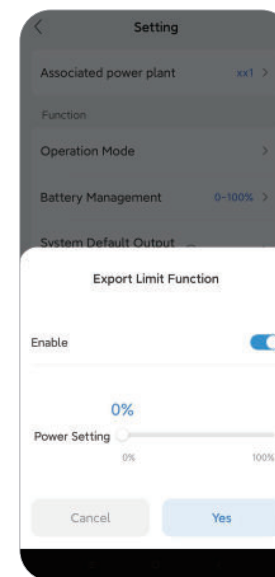 Setting
Associated power plant xx1 >
Function
Operation Mode >
Battery Management 0~100% >
System Default Output
Export Limit Function
Enable
0%
Power Setting
0% 100%
Cancel Yes